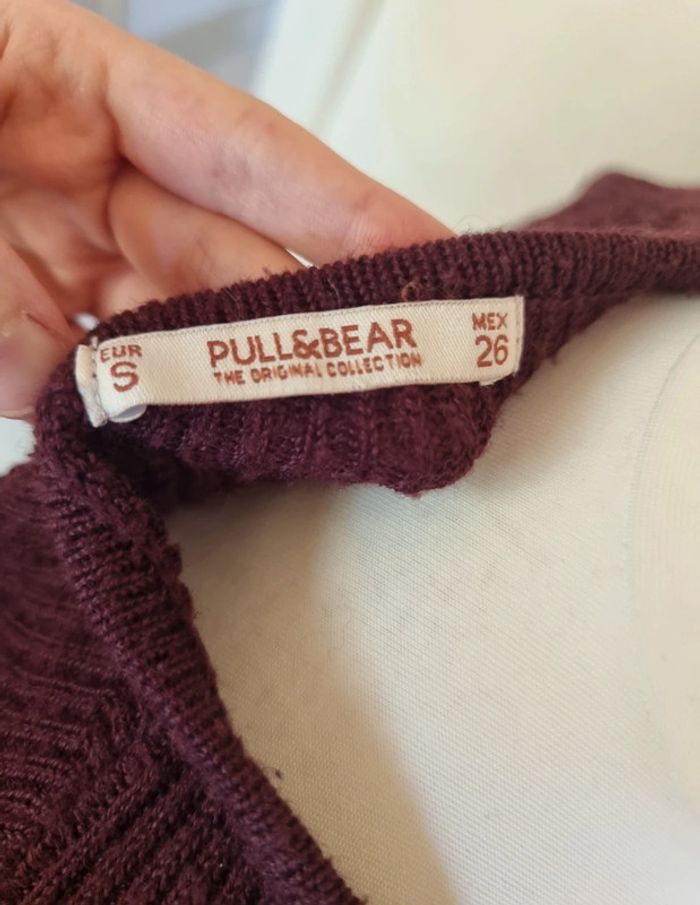 EUR
S
PULL&BEAR
THE ORIGINAL COLLECTION
MEX
26